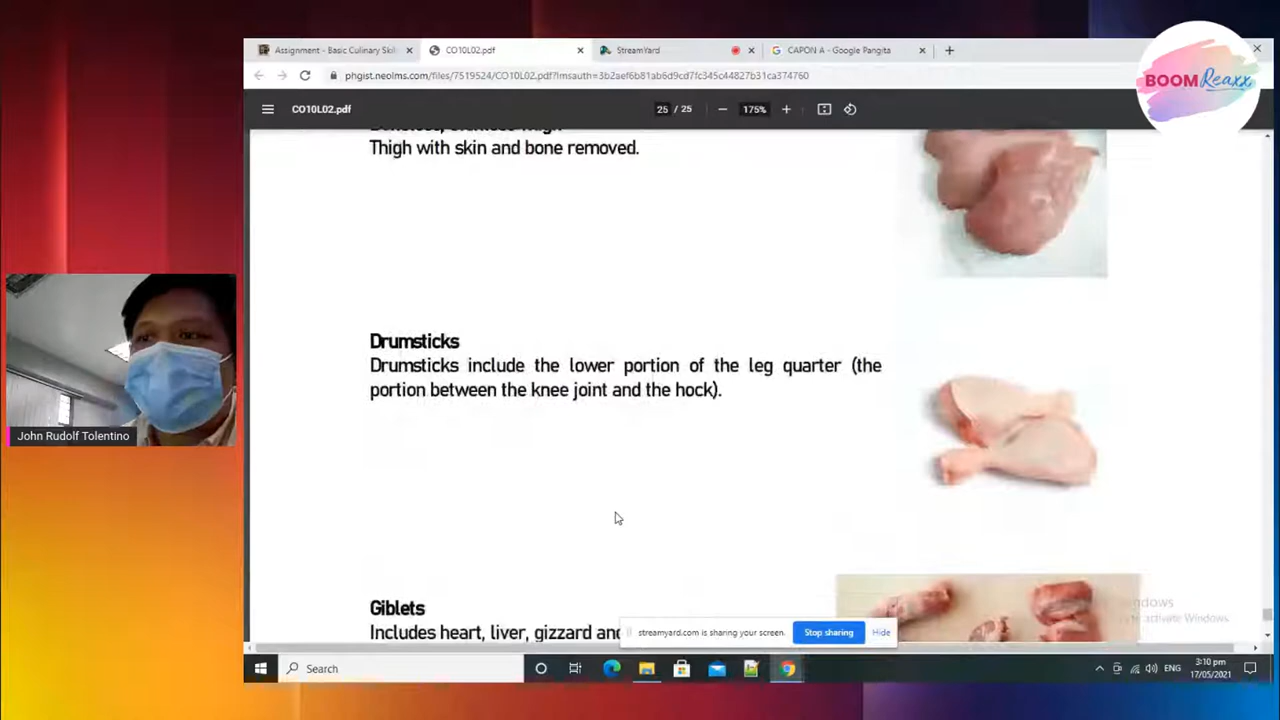 Assignment - Basic Culinary Skil
CO10L02.pdf
StreamYard
CAPON A - Google Pangita
BOOM Reaxx
phgist.neolms.com/files/7519524/CO10L02.pdf?lmsauth=3b2aef6b81ab6d9cd7fc345c44827b31ca374760
CO10L02.pdf
25 / 25
175%
Thigh with skin and bone removed.
Drumsticks
Drumsticks include the lower portion of the leg quarter (the
portion between the knee joint and the hock).
John Rudolf Tolentino
Giblets
Includes heart, liver, gizzard and
streamyard.com is sharing your screen.
Stop sharing
Hide
Search
ENG
3:10 pm
17/05/2021